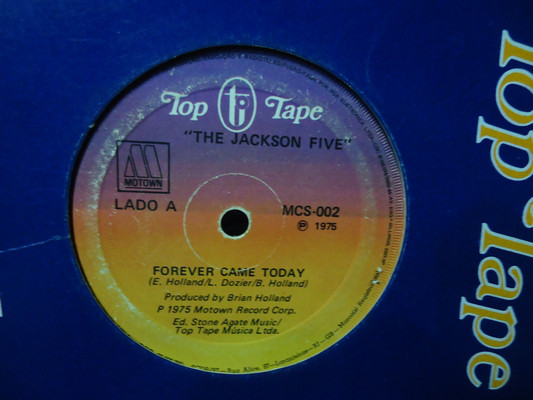 Top Tape
"THE JACKSON FIVE"
MOTOWN
LADO A
MCS-002
℗ 1975
FOREVER CAME TODAY
(E. Holland/L. Dozier/B. Holland)
Produced by Brian Holland
P 1975 Motown Record Corp.
Ed. Stone Agate Music/
Top Tape Música Ltda.
Top Tape